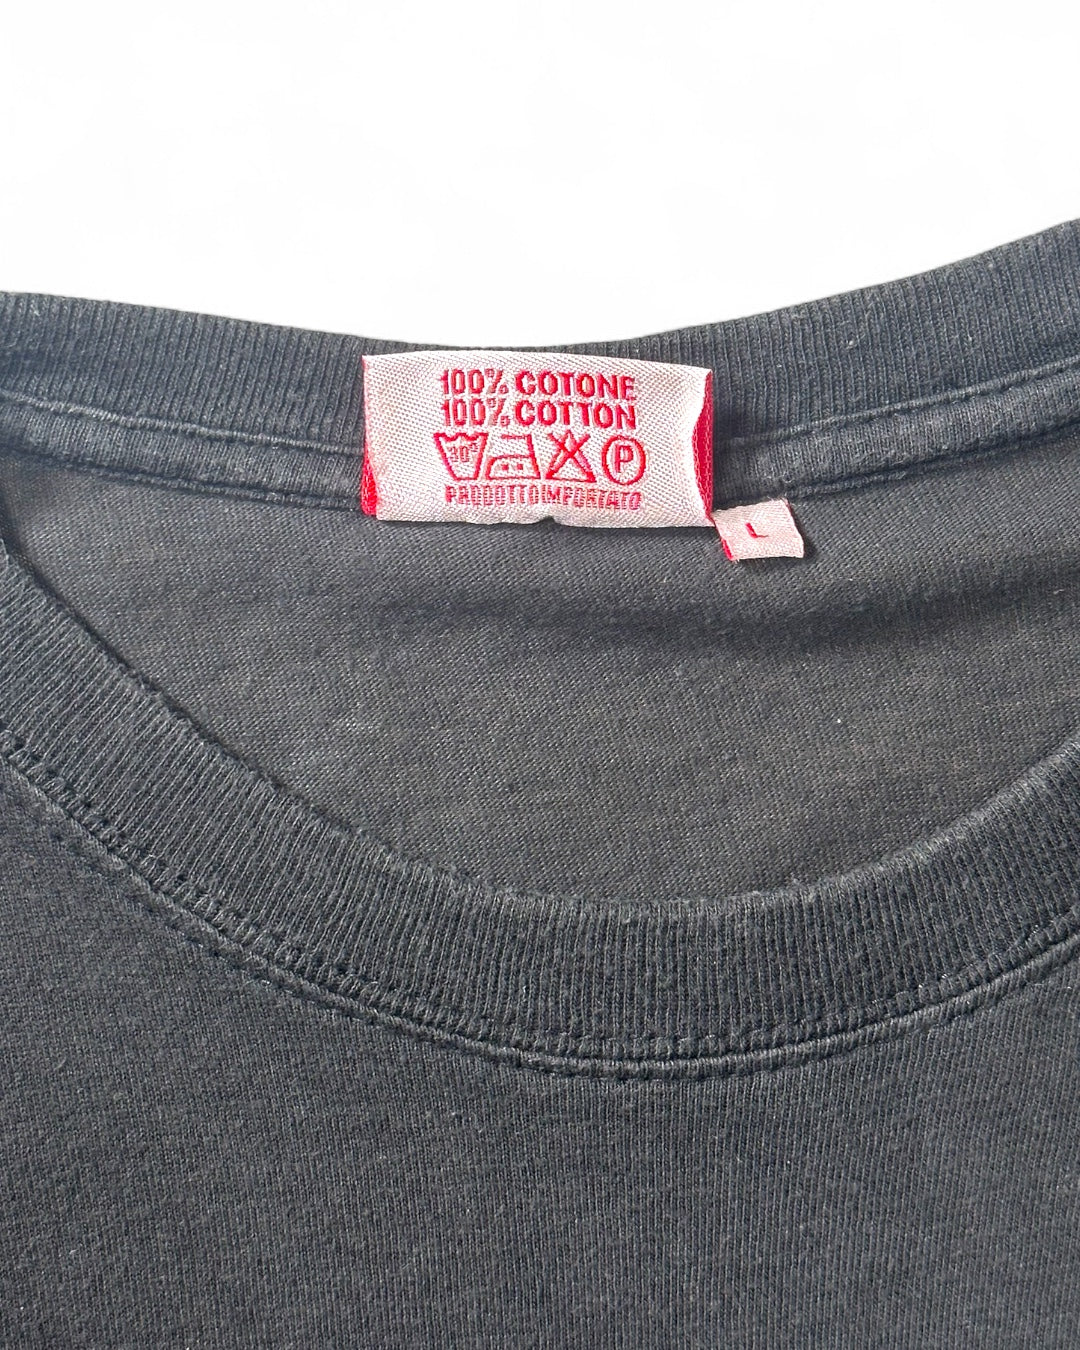 100% COTONE
100% COTTON
30° P
PRODOTTO IMPORTATO
L